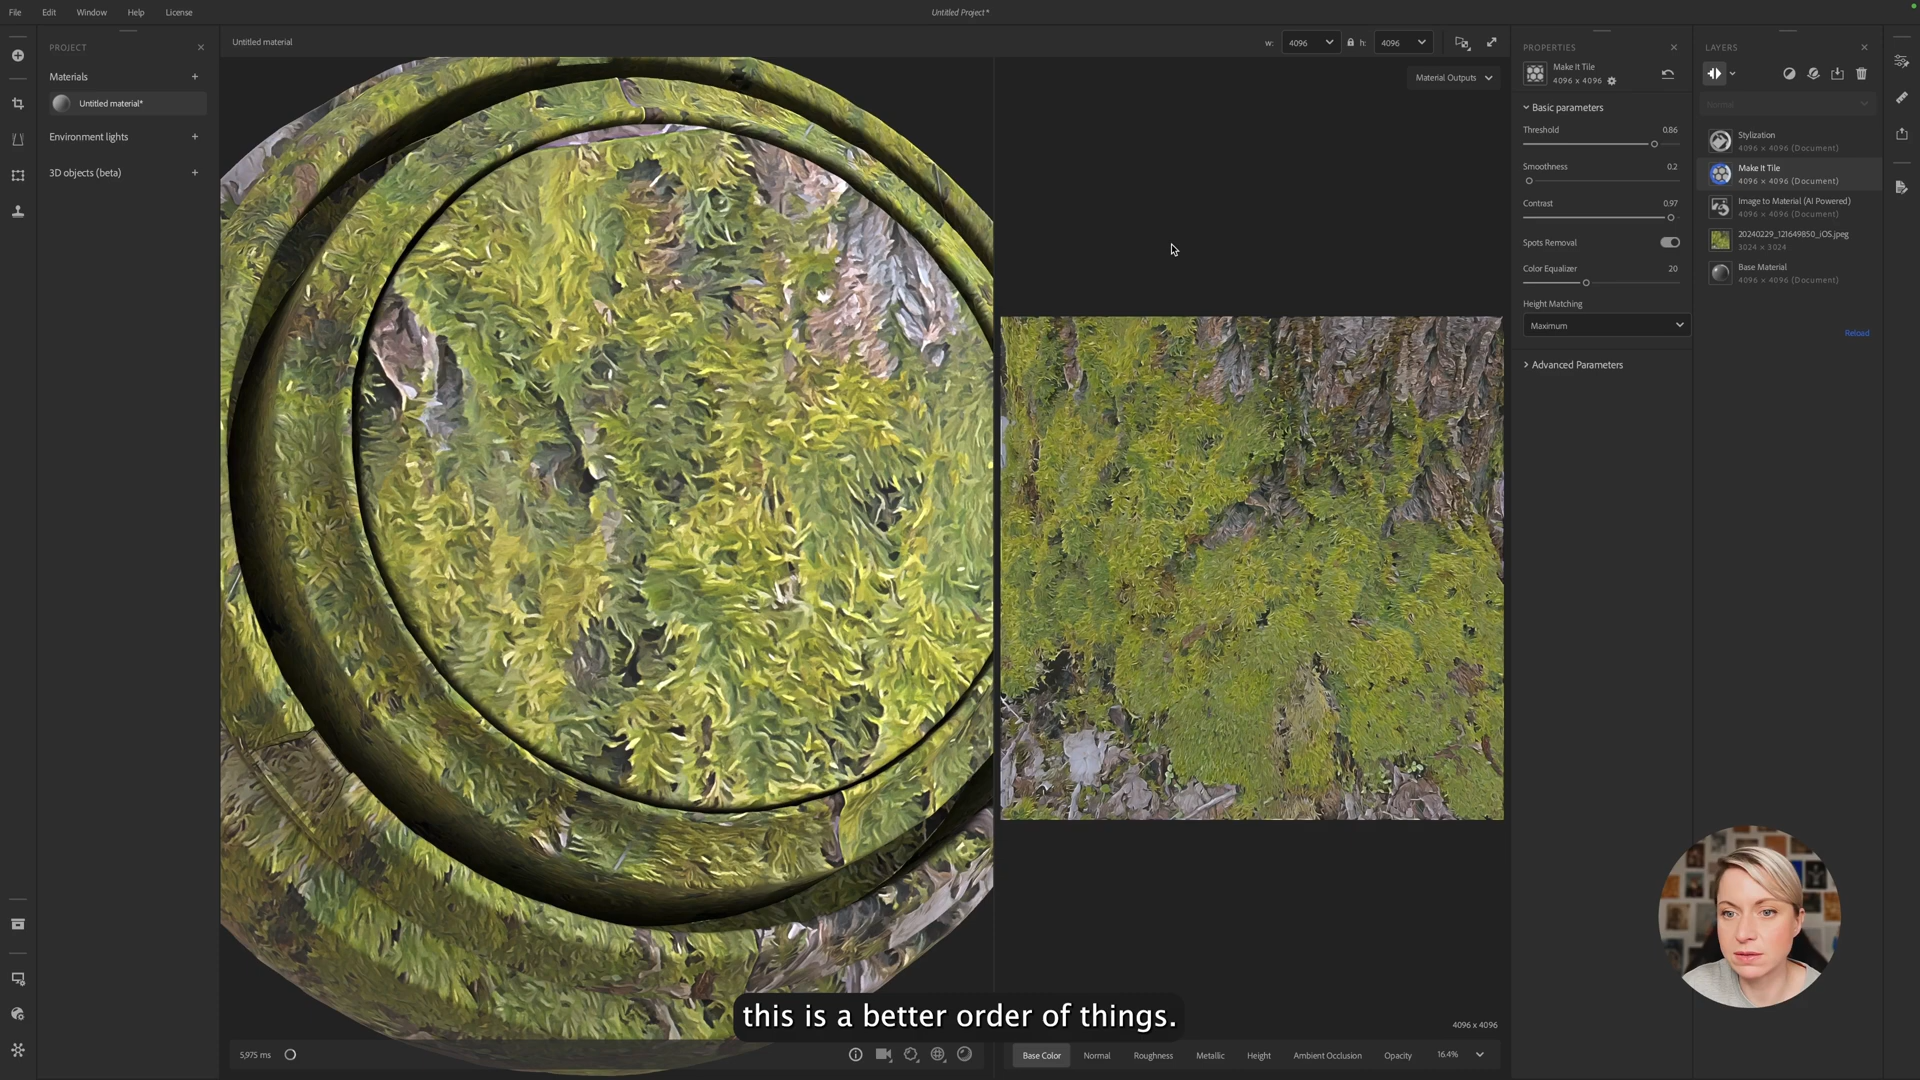 File Edit Window Help License
Untitled Project*
PROJECT
Materials
Untitled material*
Environment lights
3D objects (beta)
Untitled material
w: 4096 h: 4096
Material Outputs
4096 x 4096
5,975 ms
Base Color Normal Roughness Metallic Height Ambient Occlusion Opacity 16.4%
this is a better order of things.
PROPERTIES
Make It Tile
4096 x 4096
Basic parameters
Threshold 0.86
Smoothness 0.2
Contrast 0.97
Spots Removal
Color Equalizer 20
Height Matching
Maximum
Advanced Parameters
LAYERS
Normal
Stylization
4096 x 4096 (Document)
Make It Tile
4096 x 4096 (Document)
Image to Material (AI Powered)
4096 x 4096 (Document)
20240229_121649850_iOS.jpeg
3024 x 3024
Base Material
4096 x 4096 (Document)
Reload